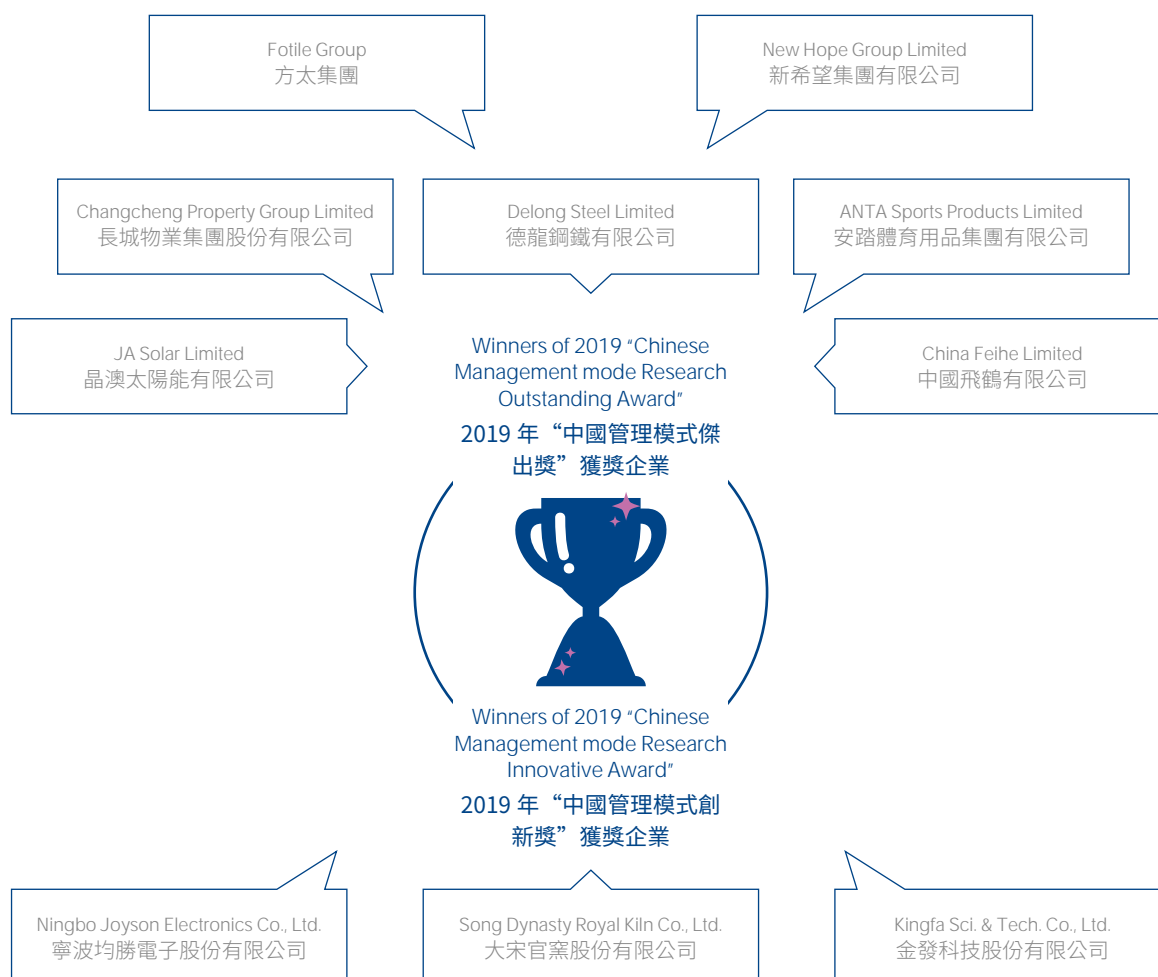 Fotile Group
方太集團
New Hope Group Limited
新希望集團有限公司
Changcheng Property Group Limited
長城物業集團股份有限公司
Delong Steel Limited
德龍鋼鐵有限公司
ANTA Sports Products Limited
安踏體育用品集團有限公司
JA Solar Limited
晶澳太陽能有限公司
Winners of 2019 “Chinese
Management mode Research
Outstanding Award”
2019 年“中國管理模式傑
出獎”獲獎企業
China Feihe Limited
中國飛鶴有限公司
Winners of 2019 “Chinese
Management mode Research
Innovative Award”
2019 年“中國管理模式創
新獎”獲獎企業
Ningbo Joyson Electronics Co., Ltd.
寧波均勝電子股份有限公司
Song Dynasty Royal Kiln Co., Ltd.
大宋官窯股份有限公司
Kingfa Sci. & Tech. Co., Ltd.
金發科技股份有限公司